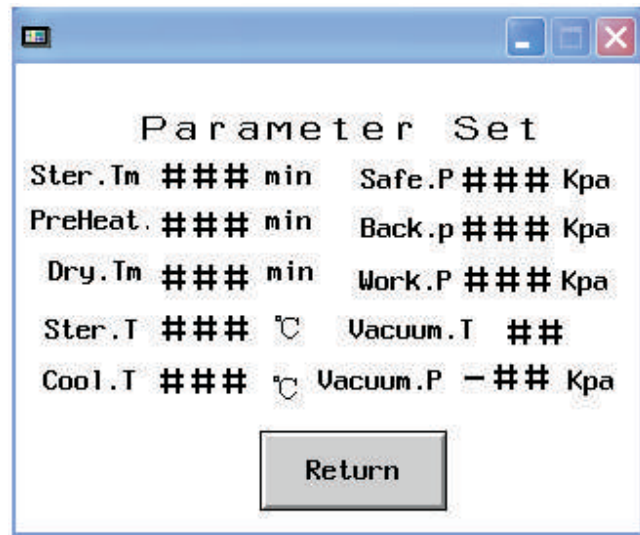 Parameter Set
Ster.Tm ### min Safe.P ### Kpa
PreHeat. ### min Back.p ### Kpa
Dry.Tm ### min Work.P ### Kpa
Ster.T ### ℃ Vacuum.T ##
Cool.T ### ℃ Vacuum.P -## Kpa
Return